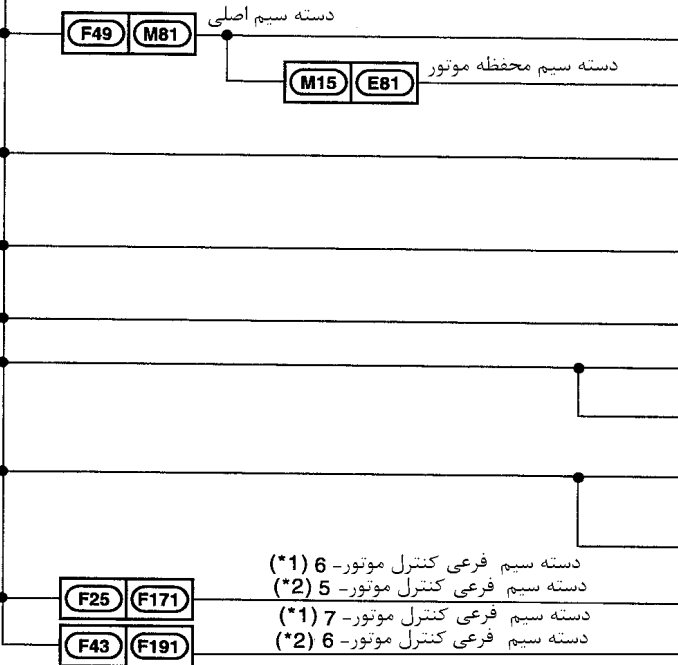 دسته سیم اصلی
F49 M81
دسته سیم محفظه موتور
M15 E81
دسته سیم فرعی کنترل موتور- 6 (1*)
دسته سیم فرعی کنترل موتور- 5 (2*)
F25 F171
دسته سیم فرعی کنترل موتور- 7 (1*)
دسته سیم فرعی کنترل موتور- 6 (2*)
F43 F191